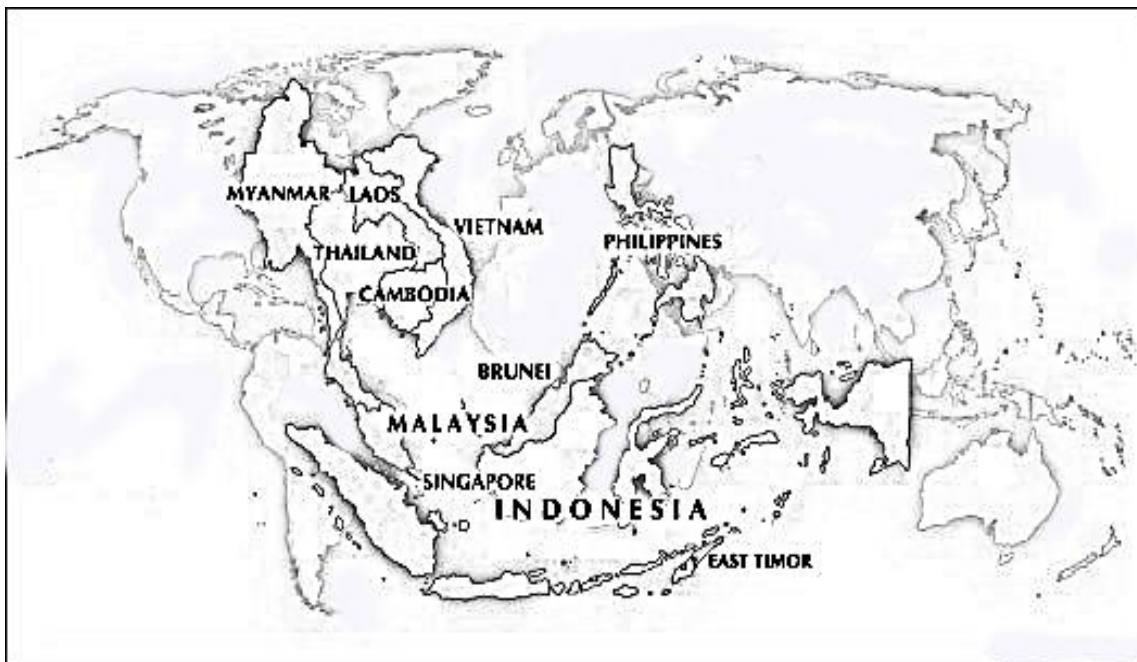 MYANMAR
LAOS
VIETNAM
THAILAND
PHILIPPINES
CAMBODIA
BRUNEI
MALAYSIA
SINGAPORE
INDONESIA
EAST TIMOR